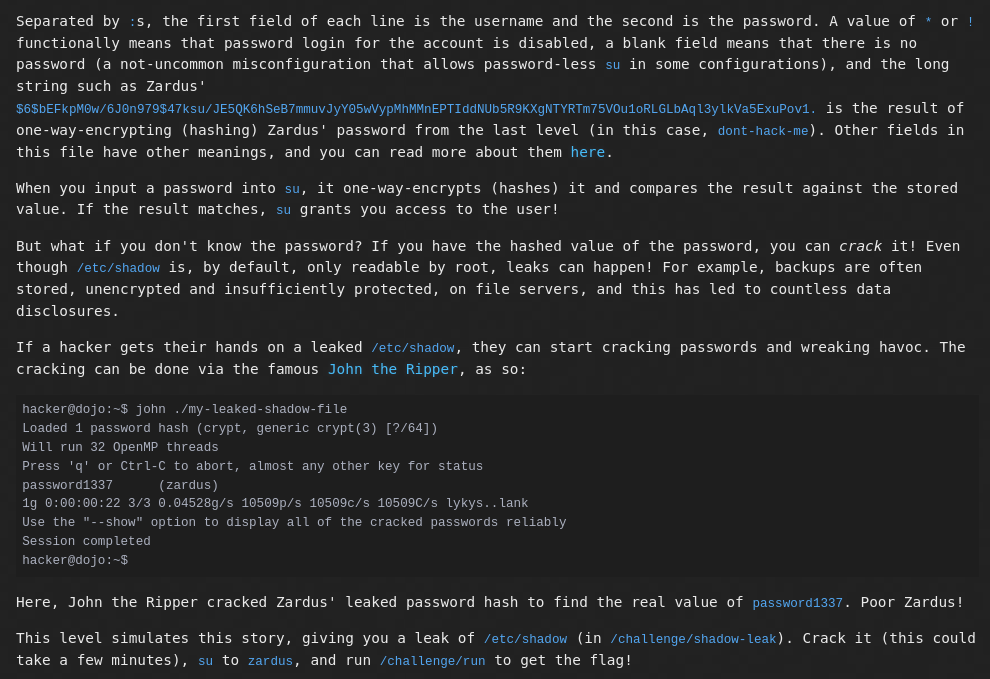 Separated by :s, the first field of each line is the username and the second is the password. A value of * or !
functionally means that password login for the account is disabled, a blank field means that there is no
password (a not-uncommon misconfiguration that allows password-less su in some configurations), and the long
string such as Zardus'
$6$bEFkpM0w/6J0n979$47ksu/JE5QK6hSeB7mmuvJyY05wVypMhMMnEPTIddNUb5R9KXgNTYRTm75VOu1oRLGLbAql3ylkVa5ExuPov1. is the result of
one-way-encrypting (hashing) Zardus' password from the last level (in this case, dont-hack-me). Other fields in
this file have other meanings, and you can read more about them here.
When you input a password into su, it one-way-encrypts (hashes) it and compares the result against the stored
value. If the result matches, su grants you access to the user!
But what if you don't know the password? If you have the hashed value of the password, you can crack it! Even
though /etc/shadow is, by default, only readable by root, leaks can happen! For example, backups are often
stored, unencrypted and insufficiently protected, on file servers, and this has led to countless data
disclosures.
If a hacker gets their hands on a leaked /etc/shadow, they can start cracking passwords and wreaking havoc. The
cracking can be done via the famous John the Ripper, as so:
hacker@dojo:~$ john ./my-leaked-shadow-file
Loaded 1 password hash (crypt, generic crypt(3) [?/64])
Will run 32 OpenMP threads
Press 'q' or Ctrl-C to abort, almost any other key for status
password1337      (zardus)
1g 0:00:00:22 3/3 0.04528g/s 10509p/s 10509c/s 10509C/s lykys..lank
Use the "--show" option to display all of the cracked passwords reliably
Session completed
hacker@dojo:~$
Here, John the Ripper cracked Zardus' leaked password hash to find the real value of password1337. Poor Zardus!
This level simulates this story, giving you a leak of /etc/shadow (in /challenge/shadow-leak). Crack it (this could
take a few minutes), su to zardus, and run /challenge/run to get the flag!